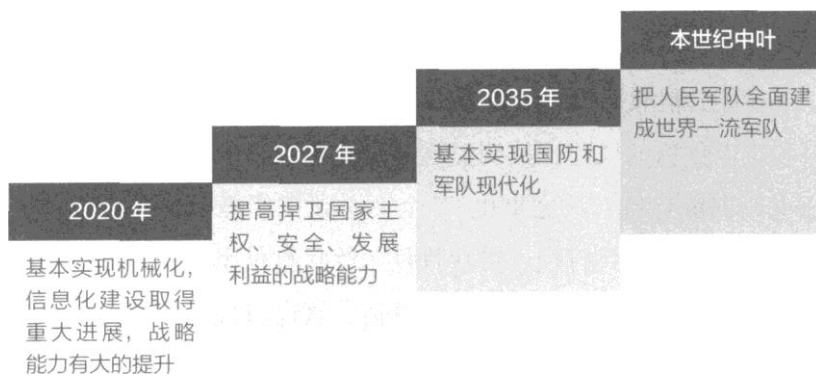 2020 年
基本实现机械化，
信息化建设取得
重大进展，战略
能力有大的提升
2027 年
提高捍卫国家主
权、安全、发展
利益的战略能力
2035 年
基本实现国防和
军队现代化
本世纪中叶
把人民军队全面建
成世界一流军队